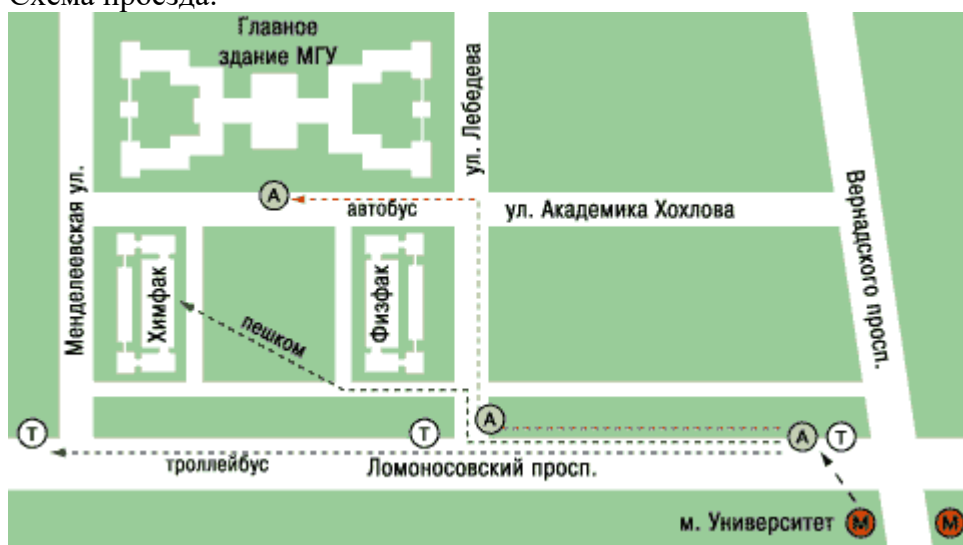 Схема проезда:
Главное
здание МГУ
ул. Лебедева
Менделеевская ул.
Вернадского просп.
А
автобус
ул. Академика Хохлова
Химфак
Физфак
пешком
А
Т
Т
А
Т
троллейбус
Ломоносовский просп.
м. Университет
М
М